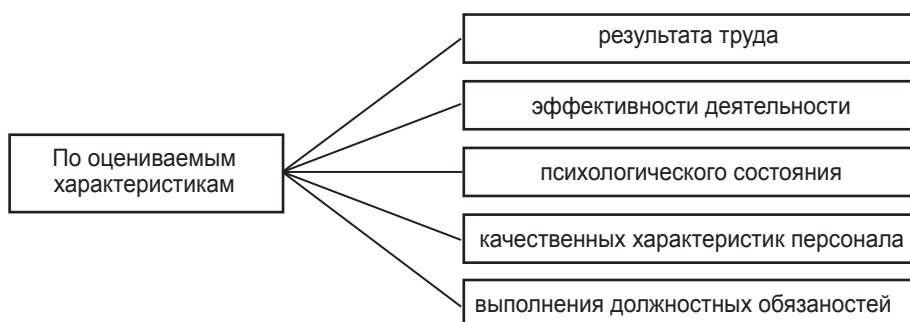 результата труда
эффективности деятельности
По оцениваемым
характеристикам
психологического состояния
качественных характеристик персонала
выполнения должностных обязаностей